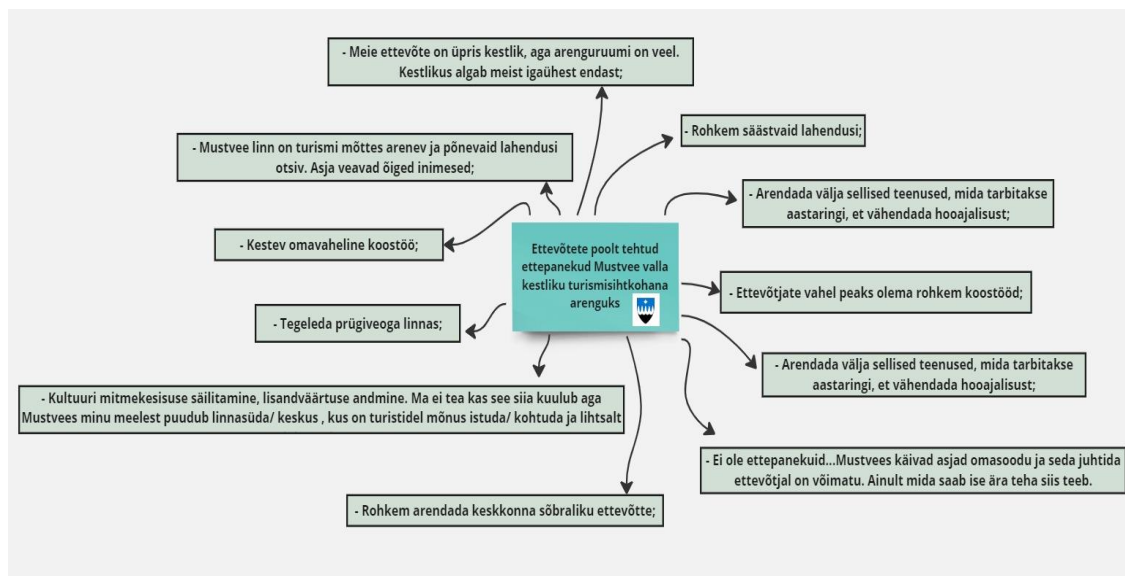 - Meie ettevõte on üpris kestlik, aga arenguruumi on veel.
Kestlikus algab meist igaühest endast;
- Rohkem säästvaid lahendusi;
- Mustvee linn on turismi mõttes arenev ja põnevaid lahendusi
otsiv. Asja veavad õiged inimesed;
- Arendada välja sellised teenused, mida tarbitakse
aastaringi, et vähendada hooajalisust;
- Kestev omavaheline koostöö;
Ettevõtete poolt tehtud
ettepanekud Mustvee valla
kestliku turismisihtkohana
arenguks
- Ettevõtjate vahel peaks olema rohkem koostööd;
- Tegeleda prügiveoga linnas;
- Arendada välja sellised teenused, mida tarbitakse
aastaringi, et vähendada hooajalisust;
- Kultuuri mitmekesisuse säilitamine, lisandväärtuse andmine. Ma ei tea kas see siia kuulub aga
Mustvees minu meelest puudub linnasüda/ keskus , kus on turistidel mõnus istuda/ kohtuda ja lihtsalt
- Ei ole ettepanekuid...Mustvees käivad asjad omasoodu ja seda juhtida
ettevõtjal on võimatu. Ainult mida saab ise ära teha siis teeb.
- Rohkem arendada keskkonna sõbraliku ettevõtte;